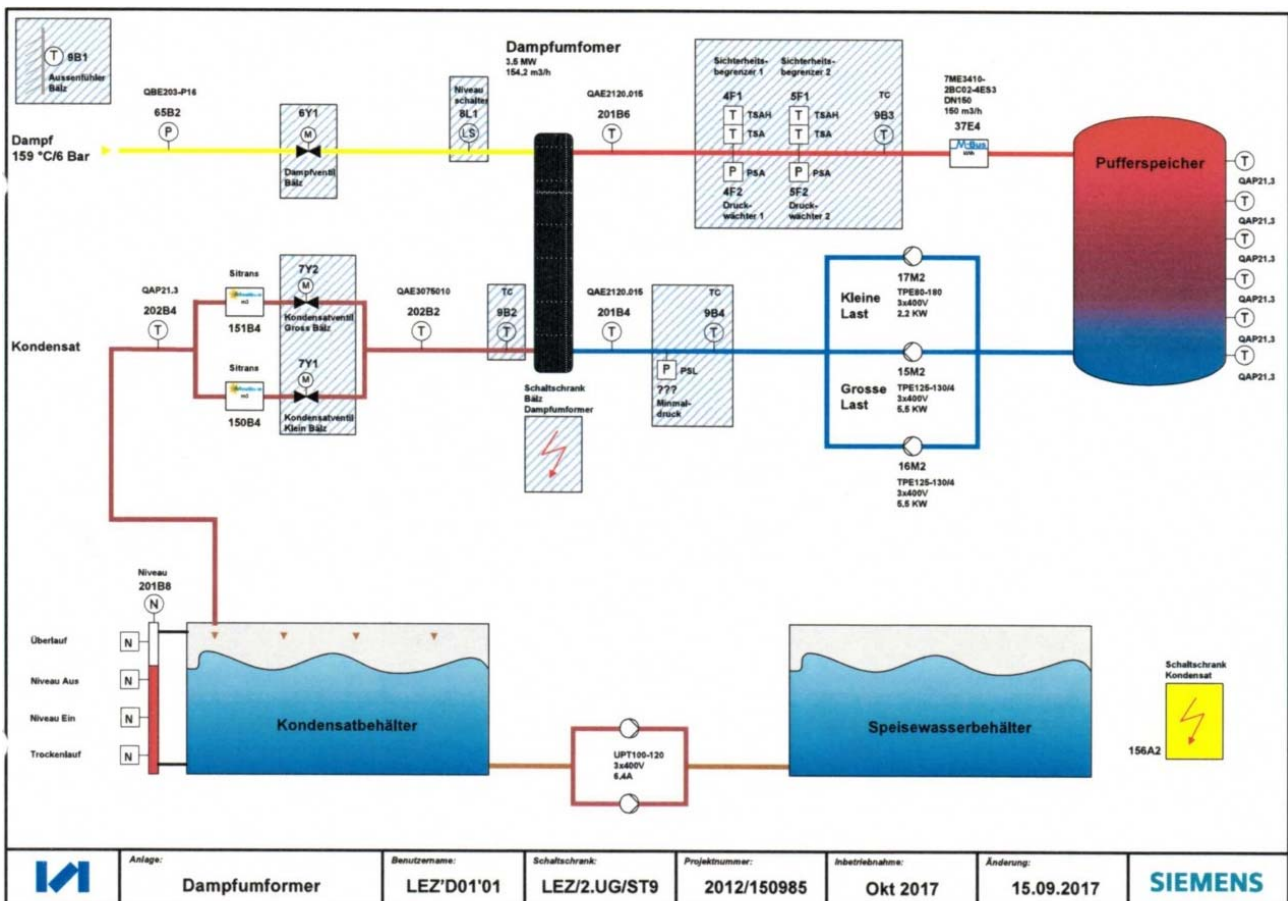 T 9B1
Aussenfühler
Bälz
Dampf
159 °C/6 Bar
QBE203-P16
65B2
P
6Y1
M
Dampfventil
Bälz
Niveau
schalter
8L1
LS
Dampfumfomer
3.5 MW
154.2 m3/h
QAE2120.015
201B6
T
Sicherheits-
begrenzer 1
4F1
T TSAH
T TSA
P PSA
4F2
Druck-
wächter 1
Sicherheits-
begrenzer 2
5F1
T TSAH
T TSA
P PSA
5F2
Druck-
wächter 2
TC
9B3
T
7ME3410-
2BC02-4ES3
DN150
150 m3/h
37E4
M-Bus
Pufferspeicher
T
QAP21.3
T
QAP21.3
T
QAP21.3
T
QAP21.3
T
QAP21.3
T
QAP21.3
Kondensat
QAP21.3
202B4
T
Sitrans
m3
151B4
7Y2
M
Kondensatventil
Gross Bälz
Sitrans
m3
150B4
7Y1
M
Kondensatventil
Klein Bälz
QAE3075010
202B2
T
TC
9B2
T
QAE2120.015
201B4
T
TC
9B4
T
P PSL
???
Minmal-
druck
Schaltschrank
Bälz
Dampfumformer
Kleine
Last
17M2
TPE80-180
3x400V
2.2 KW
Grosse
Last
15M2
TPE125-130/4
3x400V
5.5 KW
16M2
TPE125-130/4
3x400V
5.5 KW
Niveau
201B8
N
Überlauf N
Niveau Aus N
Niveau Ein N
Trockenlauf N
Kondensatbehälter
UPT100-120
3x400V
6.4A
Speisewasserbehälter
Schaltschrank
Kondensat
156A2
Anlage:
Dampfumformer
Benutzername:
LEZ'D01'01
Schaltschrank:
LEZ/2.UG/ST9
Projektnummer:
2012/150985
Inbetriebnahme:
Okt 2017
Änderung:
15.09.2017
SIEMENS